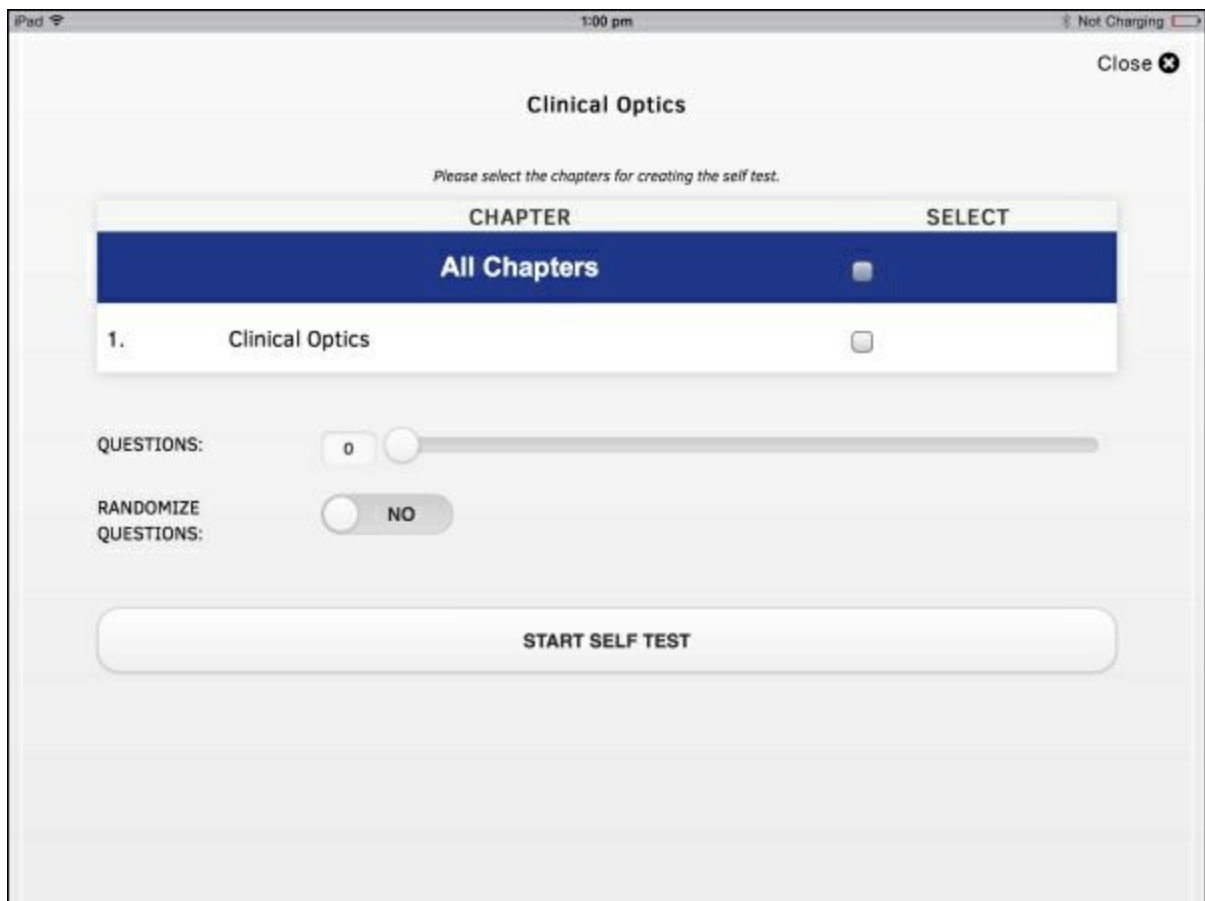 iPad 1:00 pm Not Charging
Close
Clinical Optics
Please select the chapters for creating the self test.
CHAPTER SELECT
All Chapters
1. Clinical Optics
QUESTIONS: 0
RANDOMIZE
QUESTIONS:
NO
START SELF TEST